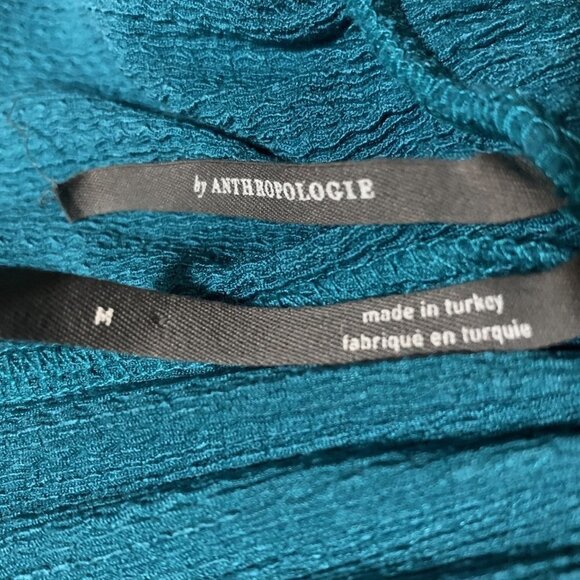 by ANTHROPOLOGIE
M
made in turkey
fabriqué en turquie